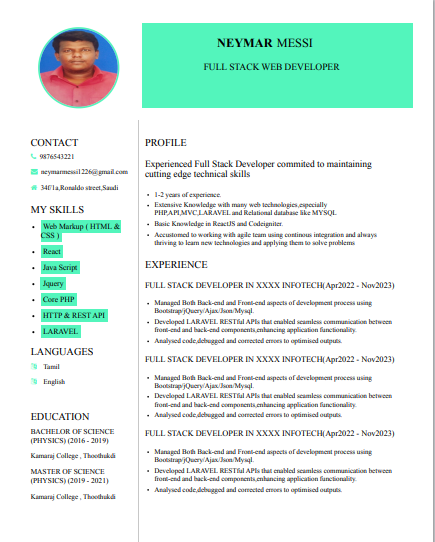 NEYMAR MESSI
FULL STACK WEB DEVELOPER
CONTACT
9876543221
neymarmessi1226@gmail.com
34f/1a,Ronaldo street,Saudi
MY SKILLS
Web Markup ( HTML &
CSS )
React
Java Script
Jquery
Core PHP
HTTP & REST API
LARAVEL
LANGUAGES
Tamil
English
EDUCATION
BACHELOR OF SCIENCE
(PHYSICS) (2016 - 2019)
Kamaraj College , Thoothukdi
MASTER OF SCIENCE
(PHYSICS) (2019 - 2021)
Kamaraj College , Thoothukdi
PROFILE
Experienced Full Stack Developer commited to maintaining
cutting edge technical skills
1-2 years of experience.
Extensive Knowledge with many web technologies,especially
PHP,API,MVC,LARAVEL and Relational database like MYSQL
Basic Knowledge in ReactJS and Codeigniter.
Accustomed to working with agile team using continous integration and always
thriving to learn new technologies and applying them to solve problems
EXPERIENCE
FULL STACK DEVELOPER IN XXXX INFOTECH(Apr2022 - Nov2023)
Managed Both Back-end and Front-end aspects of development process using
Bootstrap/jQuery/Ajax/Json/Mysql.
Developed LARAVEL RESTful APIs that enabled seamless communication between
front-end and back-end components,enhancing application functionality.
Analysed code,debugged and corrected errors to optimised outputs.
FULL STACK DEVELOPER IN XXXX INFOTECH(Apr2022 - Nov2023)
Managed Both Back-end and Front-end aspects of development process using
Bootstrap/jQuery/Ajax/Json/Mysql.
Developed LARAVEL RESTful APIs that enabled seamless communication between
front-end and back-end components,enhancing application functionality.
Analysed code,debugged and corrected errors to optimised outputs.
FULL STACK DEVELOPER IN XXXX INFOTECH(Apr2022 - Nov2023)
Managed Both Back-end and Front-end aspects of development process using
Bootstrap/jQuery/Ajax/Json/Mysql.
Developed LARAVEL RESTful APIs that enabled seamless communication between
front-end and back-end components,enhancing application functionality.
Analysed code,debugged and corrected errors to optimised outputs.